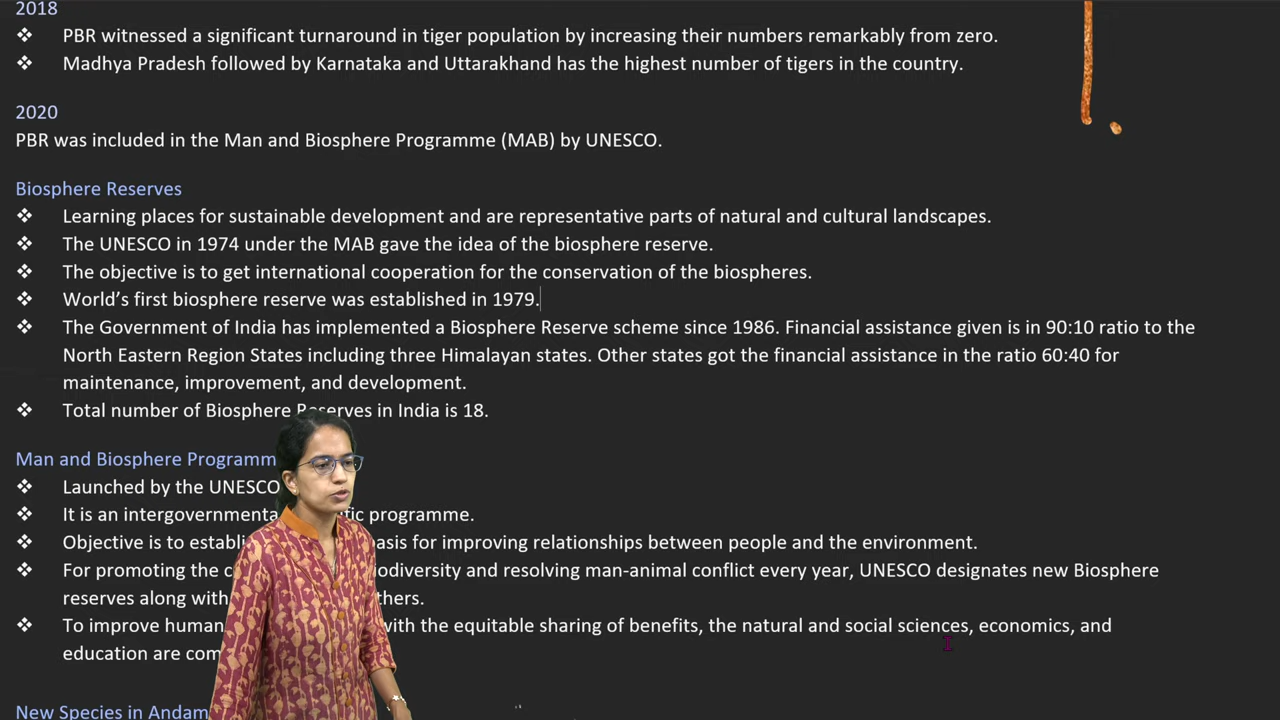 2018
❖ PBR witnessed a significant turnaround in tiger population by increasing their numbers remarkably from zero.
❖ Madhya Pradesh followed by Karnataka and Uttarakhand has the highest number of tigers in the country.
2020
PBR was included in the Man and Biosphere Programme (MAB) by UNESCO.
Biosphere Reserves
❖ Learning places for sustainable development and are representative parts of natural and cultural landscapes.
❖ The UNESCO in 1974 under the MAB gave the idea of the biosphere reserve.
❖ The objective is to get international cooperation for the conservation of the biospheres.
❖ World's first biosphere reserve was established in 1979.
❖ The Government of India has implemented a Biosphere Reserve scheme since 1986. Financial assistance given is in 90:10 ratio to the
North Eastern Region States including three Himalayan states. Other states got the financial assistance in the ratio 60:40 for
maintenance, improvement, and development.
❖ Total number of Biosphere Reserves in India is 18.
Man and Biosphere
❖ Launched by the UNESCO
❖ It is an programme.
❖ Objective is to for improving relationships between people and the environment.
❖ For promoting the and resolving man-animal conflict every year, UNESCO designates new Biosphere
reserves along with
❖ To improve human with the equitable sharing of benefits, the natural and social sciences, economics, and
education are
New Species in